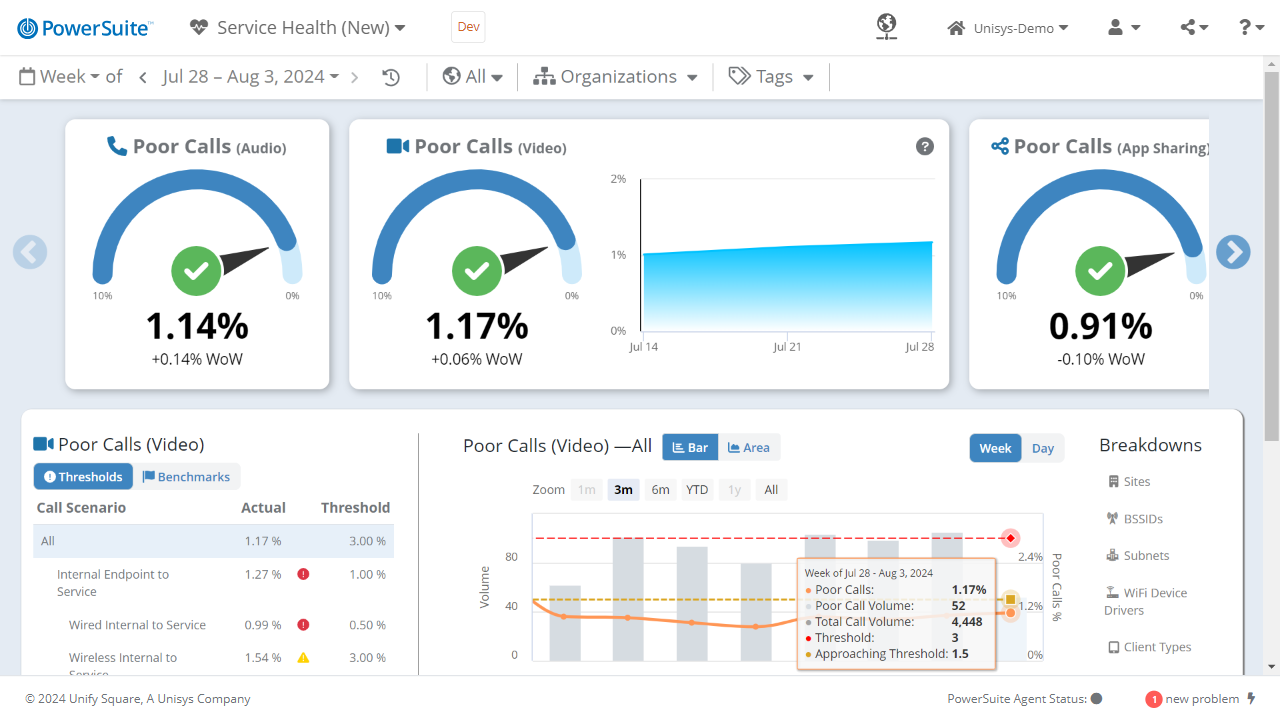 PowerSuite™ Service Health (New) Dev Unisys-Demo ?
Week of Jul 28 – Aug 3, 2024 All Organizations Tags
Poor Calls (Audio)
10% 0%
1.14%
+0.14% WoW
Poor Calls (Video) ?
10% 0%
1.17%
+0.06% WoW
2%
1%
0%
Jul 14 Jul 21 Jul 28
Poor Calls (App Sharing)
10% 0%
0.91%
-0.10% WoW
Poor Calls (Video)
Thresholds Benchmarks
Call Scenario Actual Threshold
All 1.17 % 3.00 %
Internal Endpoint to
Service 1.27 % 1.00 %
Wired Internal to Service 0.99 % 0.50 %
Wireless Internal to
Service 1.54 % 3.00 %
Poor Calls (Video) —All Bar Area Week Day
Zoom 1m 3m 6m YTD 1y All
Volume
80
40
0
2.4%
1.2%
0%
Poor Calls %
Week of Jul 28 - Aug 3, 2024
Poor Calls: 1.17%
Poor Call Volume: 52
Total Call Volume: 4,448
Threshold: 3
Approaching Threshold: 1.5
Breakdowns
Sites
BSSIDs
Subnets
WiFi Device
Drivers
Client Types
© 2024 Unify Square, A Unisys Company PowerSuite Agent Status: 1 new problem